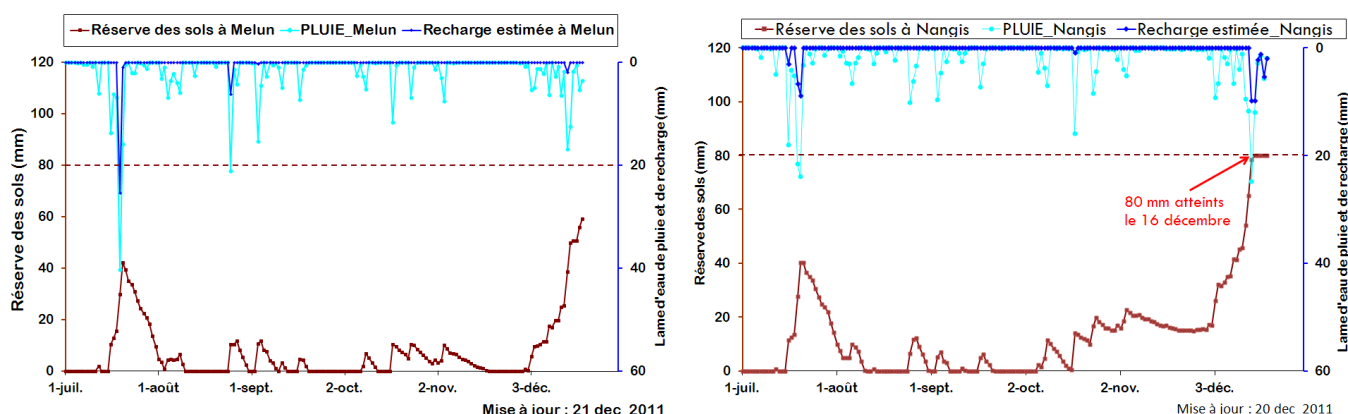 Réserve des sols à Melun PLUIE_Melun Recharge estimée à Melun
Réserve des sols (mm)
120
100
80
60
40
20
0
1-juil. 1-août 1-sept. 2-oct. 2-nov. 3-déc.
0
20
40
60
Lame d'eau de pluie et de recharge (mm)
Mise à jour : 21 dec 2011
Réserve des sols à Nangis PLUIE_Nangis Recharge estimée_Nangis
Réserve des sols (mm)
120
100
80
60
40
20
0
1-juil. 1-août 1-sept. 2-oct. 2-nov. 3-déc.
80 mm atteints
le 16 décembre
0
20
40
60
Lame d'eau de pluie et de recharge (mm)
Mise à jour : 20 dec 2011